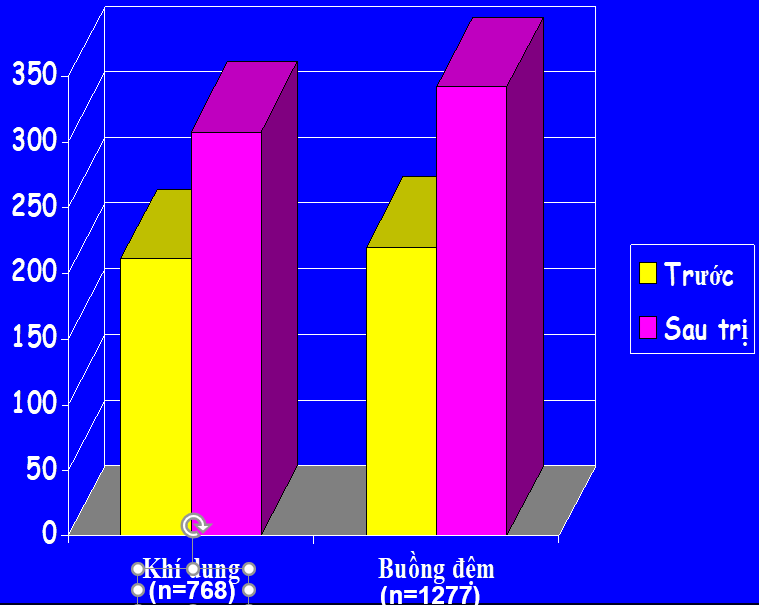 350
300
250
200
150
100
50
0
Khí dung
(n=768)
Buồng đệm
(n=1277)
Trước
Sau trị